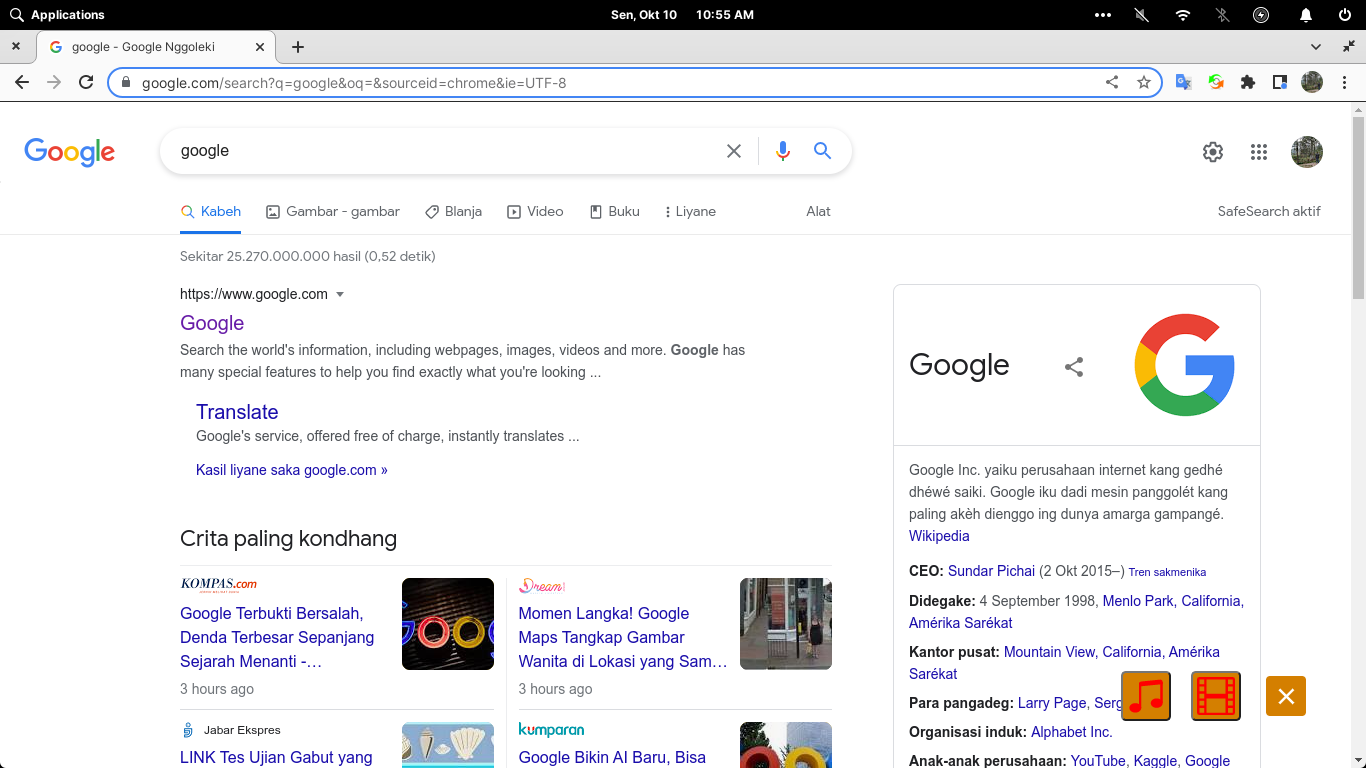 Applications
Sen, Okt 10 10:55 AM
google - Google Nggoleki
google.com/search?q=google&oq=&sourceid=chrome&ie=UTF-8
Google
google
Kabeh
Gambar - gambar
Blanja
Video
Buku
Liyane
Alat
SafeSearch aktif
Sekitar 25.270.000.000 hasil (0,52 detik)
https://www.google.com
Google
Search the world's information, including webpages, images, videos and more. Google has
many special features to help you find exactly what you're looking ...
Translate
Google's service, offered free of charge, instantly translates ...
Kasil liyane saka google.com »
Crita paling kondhang
KOMPAS.com
Google Terbukti Bersalah,
Denda Terbesar Sepanjang
Sejarah Menanti -…
3 hours ago
Dream
Momen Langka! Google
Maps Tangkap Gambar
Wanita di Lokasi yang Sam…
3 hours ago
Jabar Ekspres
LINK Tes Ujian Gabut yang
kumparan
Google Bikin AI Baru, Bisa
Google
Google Inc. yaiku perusahaan internet kang gedhé
dhéwé saiki. Google iku dadi mesin panggolét kang
paling akèh dienggo ing dunya amarga gampangé.
Wikipedia
CEO: Sundar Pichai (2 Okt 2015–) Tren sakmenika
Didegake: 4 September 1998, Menlo Park, California,
Amérika Sarékat
Kantor pusat: Mountain View, California, Amérika
Sarékat
Para pangadeg: Larry Page, Serg
Organisasi induk: Alphabet Inc.
Anak-anak perusahaan: YouTube, Kaggle, Google